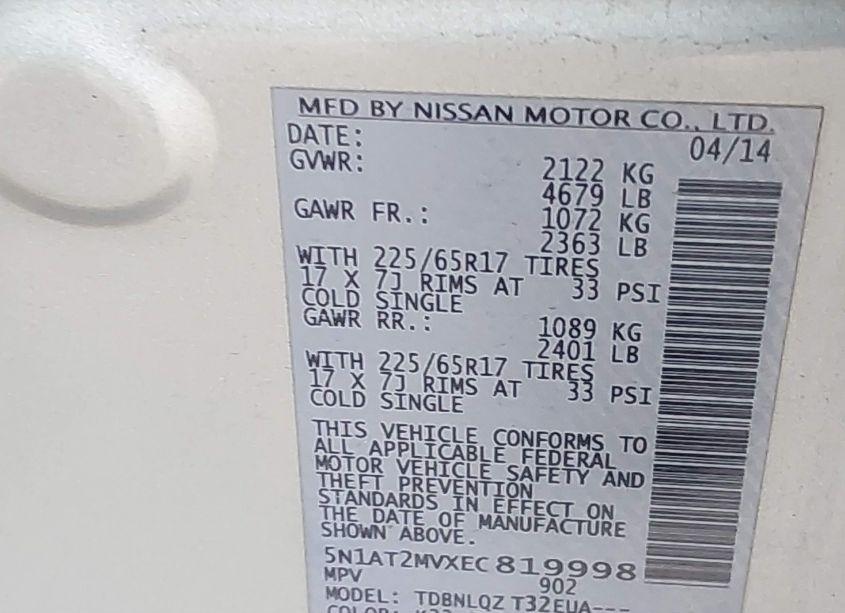 MFD BY NISSAN MOTOR CO., LTD.
DATE: 04/14
GVWR: 2122 KG
4679 LB
GAWR FR.: 1072 KG
2363 LB
WITH 225/65R17 TIRES
17 X 7J RIMS AT 33 PSI
COLD SINGLE
GAWR RR.: 1089 KG
2401 LB
WITH 225/65R17 TIRES
17 X 7J RIMS AT 33 PSI
COLD SINGLE
THIS VEHICLE CONFORMS TO
ALL APPLICABLE FEDERAL
MOTOR VEHICLE SAFETY AND
THEFT PREVENTION
STANDARDS IN EFFECT ON
THE DATE OF MANUFACTURE
SHOWN ABOVE.
5N1AT2MVXEC819998
MPV 902
MODEL: TDBNLQZ T32EUA---
COLOR: